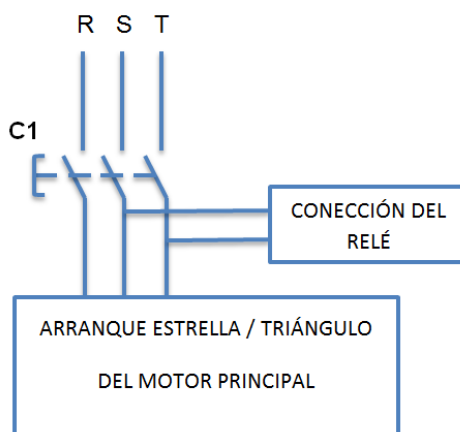 R S T
C1
CONECCIÓN DEL
RELÉ
ARRANQUE ESTRELLA / TRIÁNGULO
DEL MOTOR PRINCIPAL